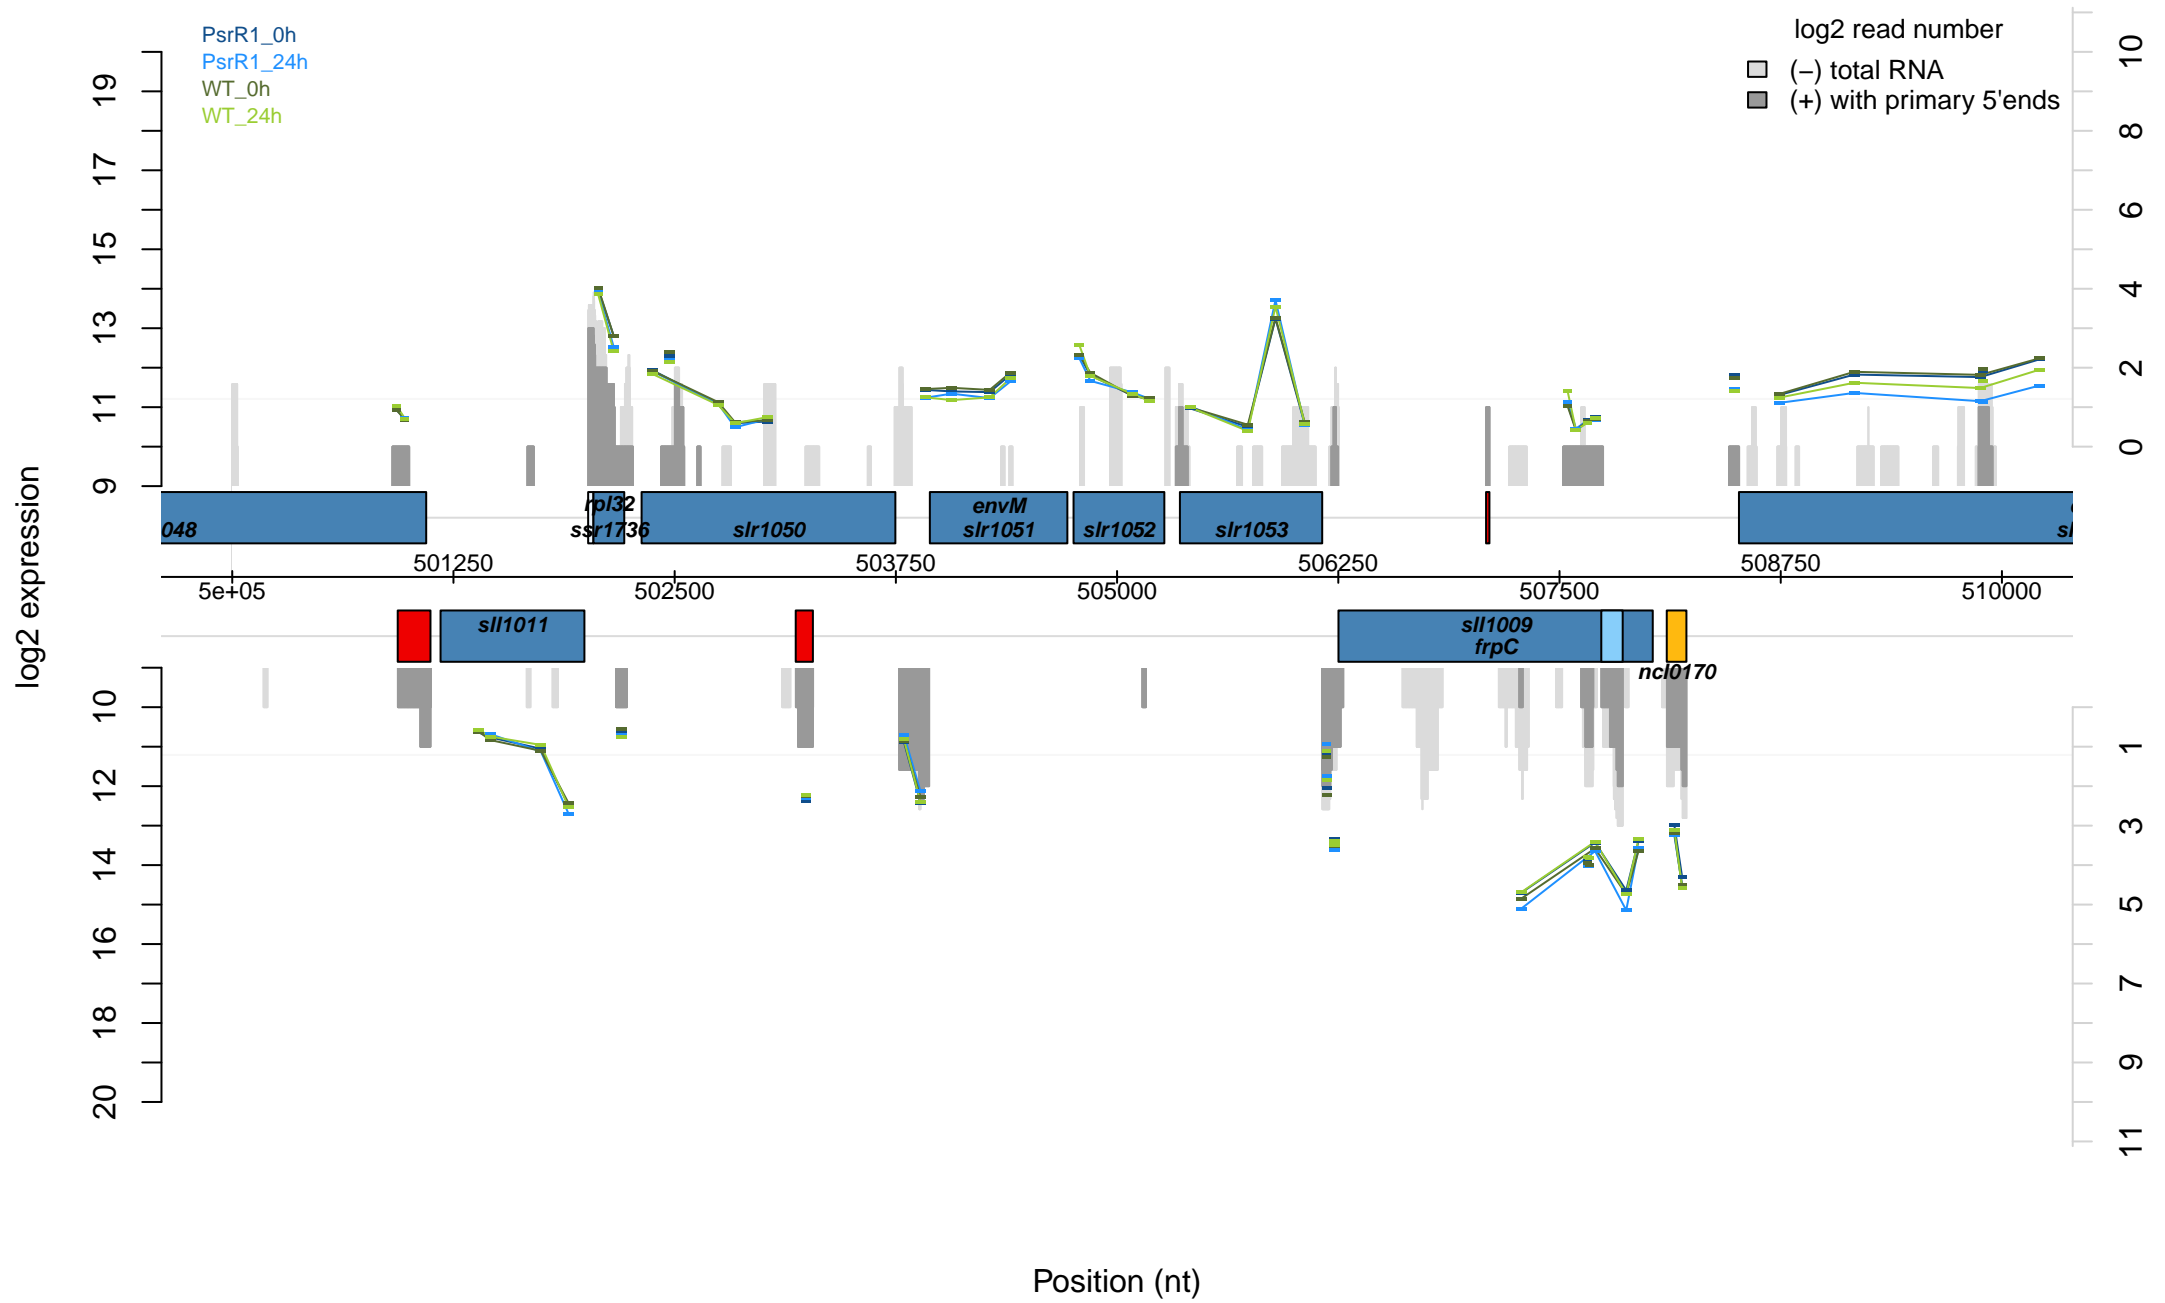 PsrR1_0h
PsrR1_24h
WT_0h
WT_24h
log2 read number
(−) total RNA
(+) with primary 5'ends
19
17
15
13
11
9
10
8
6
4
2
0
log2 expression
rpl32
envM
048
ssr1736
slr1050
slr1051
slr1052
slr1053
501250
503750
506250
508750
5e+05
502500
505000
507500
510000
sll1011
sll1009
frpC
ncl0170
10
12
14
16
18
20
1
3
5
7
9
11
Position (nt)